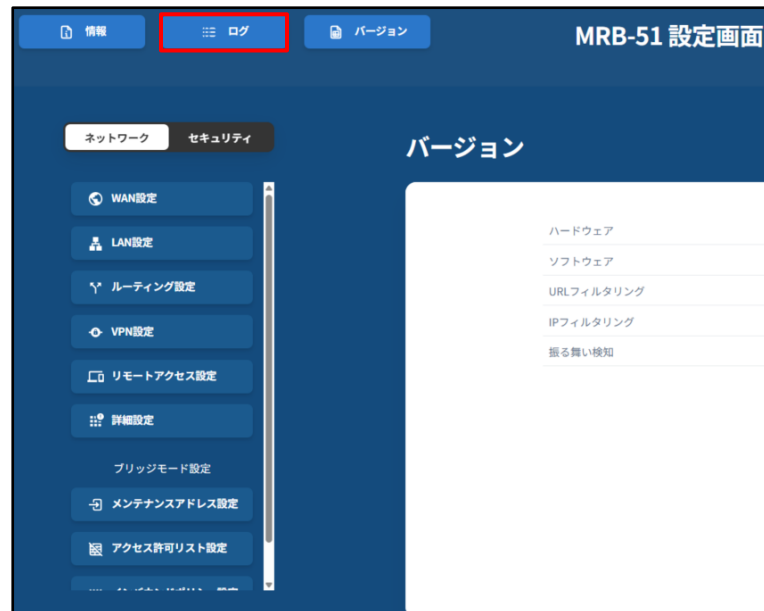 情報
ログ
バージョン
MRB-51 設定画面
ネットワーク
セキュリティ
バージョン
WAN設定
LAN設定
ルーティング設定
VPN設定
リモートアクセス設定
詳細設定
ブリッジモード設定
メンテナンスアドレス設定
アクセス許可リスト設定
ハードウェア
ソフトウェア
URLフィルタリング
IPフィルタリング
振る舞い検知